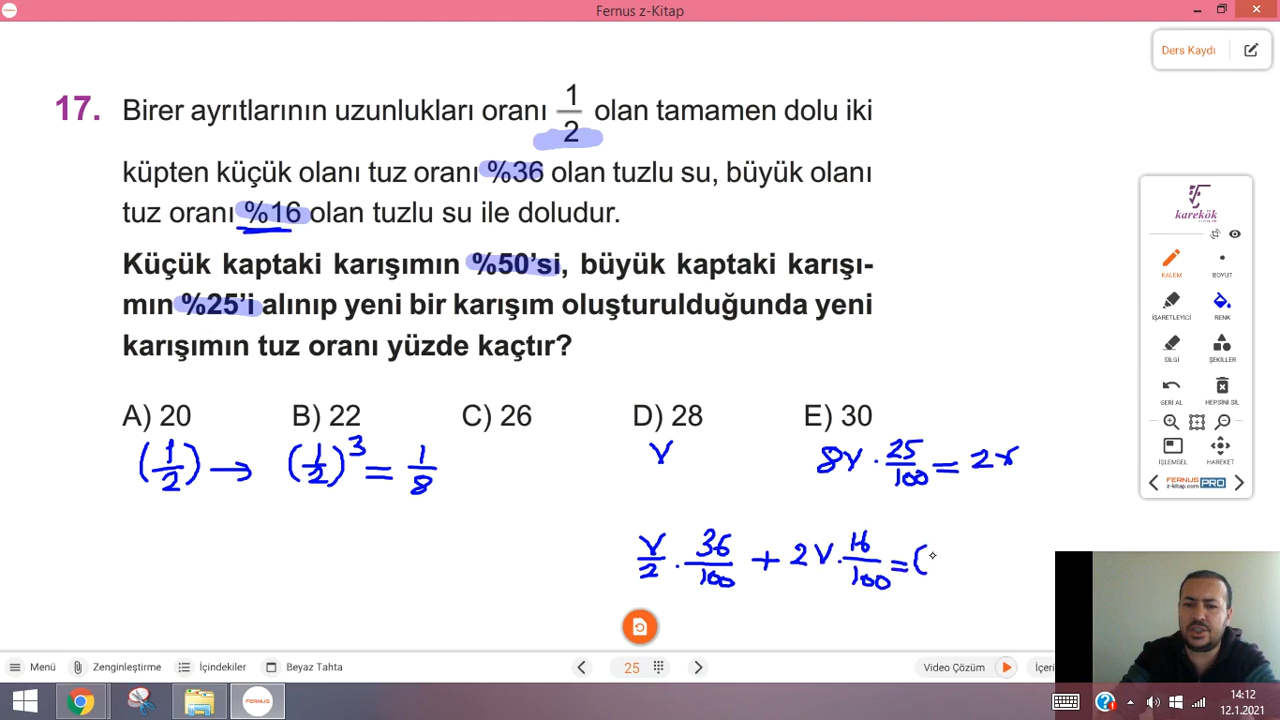 Fernus z-Kitap
FERNUS
Ders Kaydı
17. Birer ayrıtlarının uzunlukları oranı 1/2 olan tamamen dolu iki
küpten küçük olanı tuz oranı %36 olan tuzlu su, büyük olanı
tuz oranı %16 olan tuzlu su ile doludur.
Küçük kaptaki karışımın %50'si, büyük kaptaki karışı-
mın %25'i alınıp yeni bir karışım oluşturulduğunda yeni
karışımın tuz oranı yüzde kaçtır?
A) 20 B) 22 C) 26 D) 28 E) 30
(1/2) → (1/2)^3 = 1/8 V 8V · 25/100 = 2V
V/2 · 36/100 + 2V · 16/100 = (
karekök
KALEM BOYUT
İŞARETLEYİCİ RENK
SİLGİ ŞEKİLLER
GERİ AL HEPSİNİ SİL
İŞLEMSEL HAREKET
FERNUS
z-kitap.com PRO
Menü Zenginleştirme İçindekiler Beyaz Tahta 25 Video Çözüm İçeri
FERNUS
14:12
12.1.2021